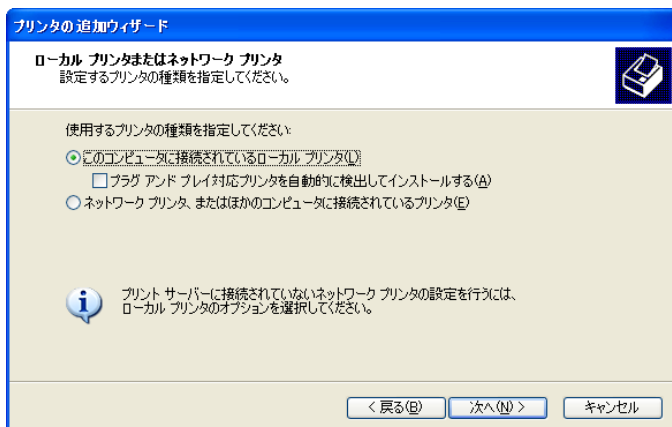 プリンタの追加ウィザード
ローカル プリンタまたはネットワーク プリンタ
設定するプリンタの種類を指定してください。
使用するプリンタの種類を指定してください:
このコンピュータに接続されているローカル プリンタ(L)
プラグ アンド プレイ対応プリンタを自動的に検出してインストールする(A)
ネットワーク プリンタ、またはほかのコンピュータに接続されているプリンタ(E)
プリント サーバーに接続されていないネットワーク プリンタの設定を行うには、
ローカル プリンタのオプションを選択してください。
< 戻る(B) 次へ(N) > キャンセル